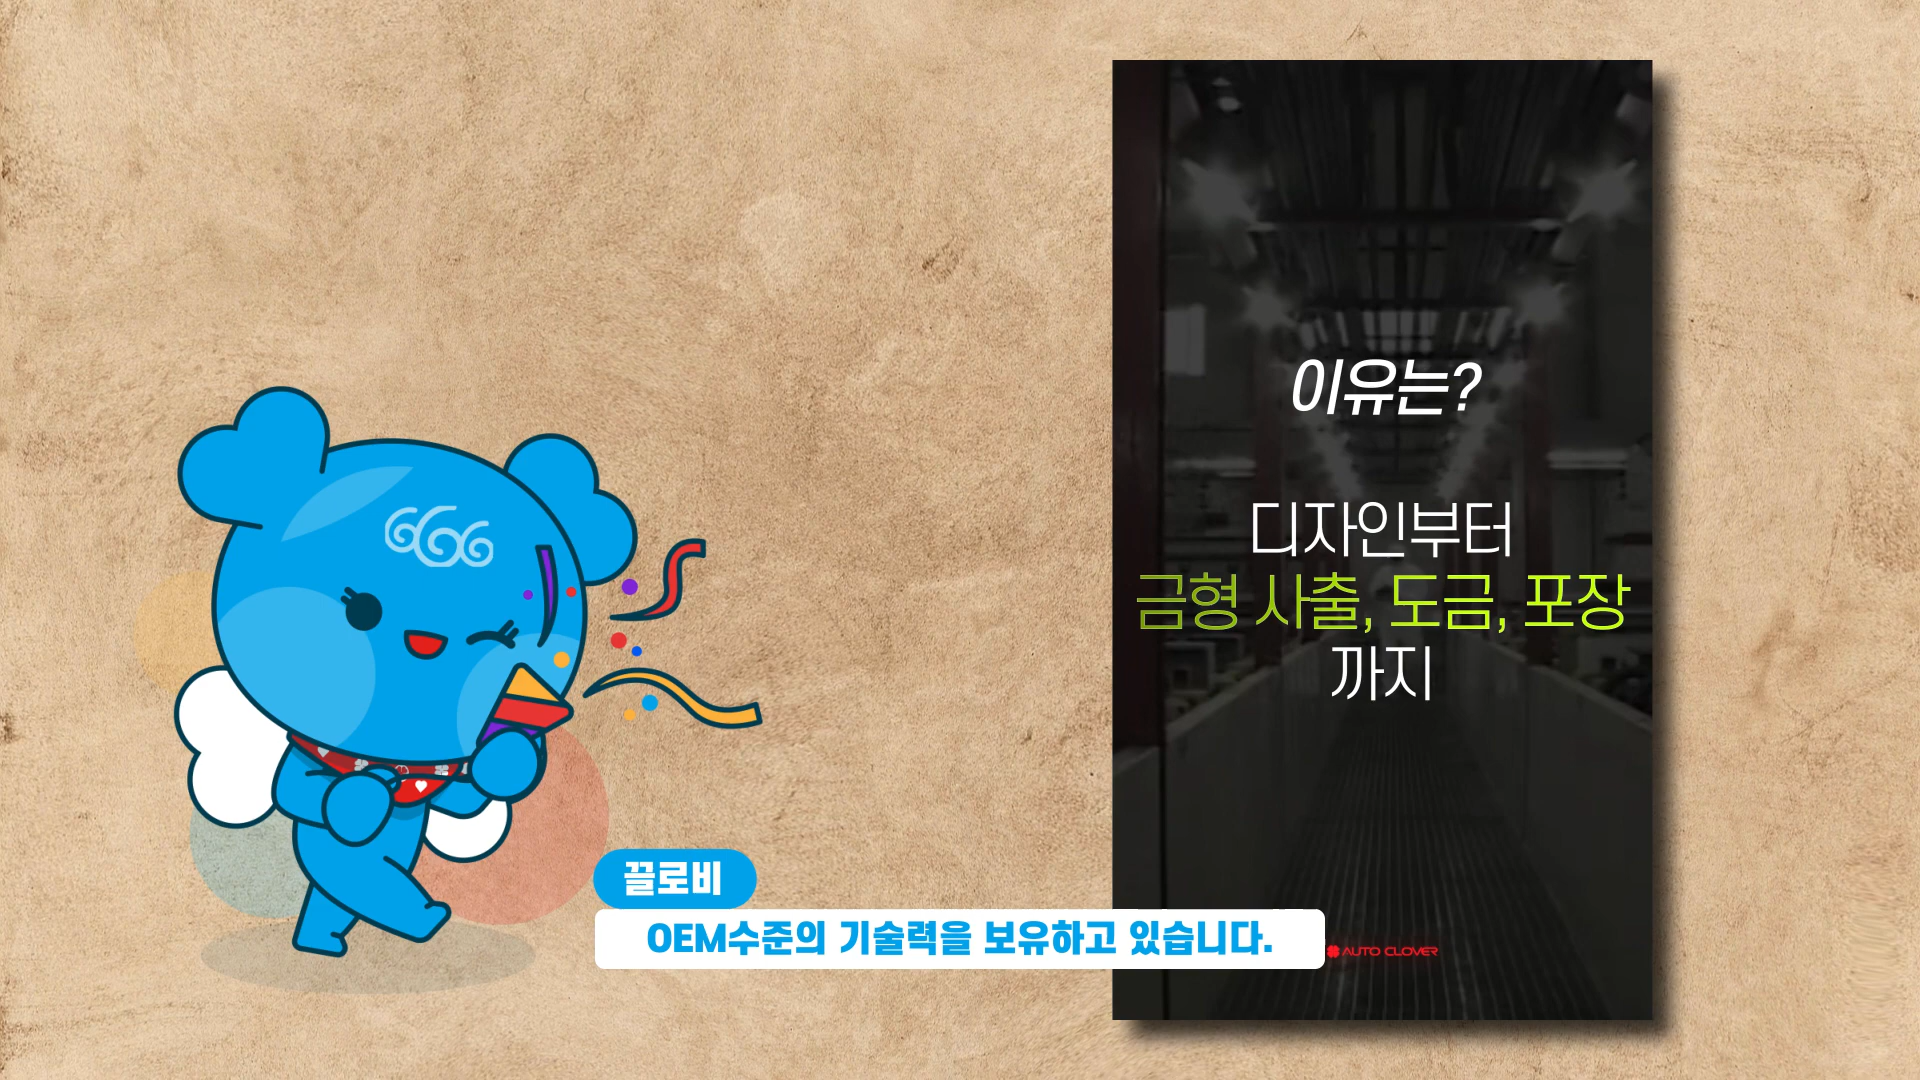 이유는?
디자인부터
금형 사출, 도금, 포장
까지
끌로비
OEM수준의 기술력을 보유하고 있습니다.
AUTO CLOVER